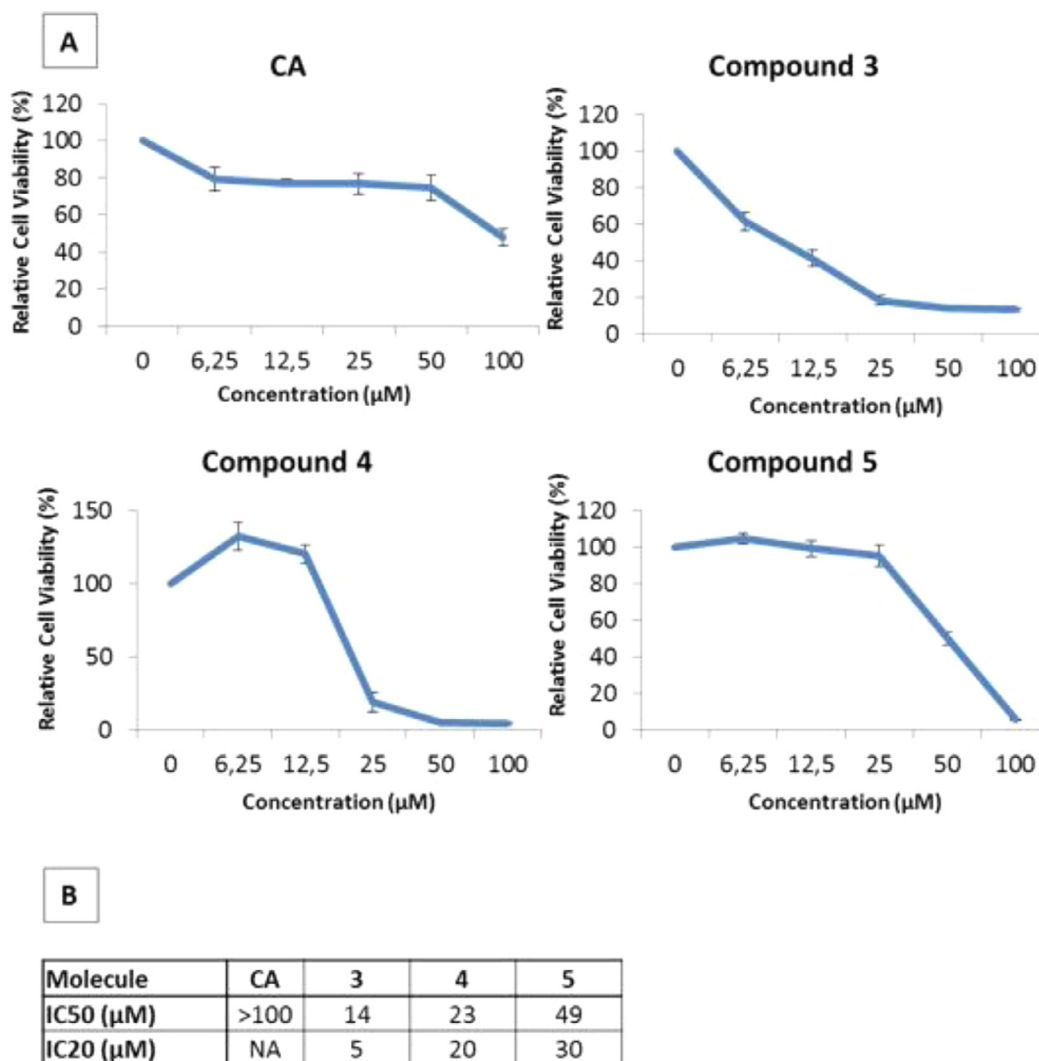 A
CA
Relative Cell Viability (%)
120
100
80
60
40
20
0
0 6,25 12,5 25 50 100
Concentration (µM)
Compound 3
Relative Cell Viability (%)
120
100
80
60
40
20
0
0 6,25 12,5 25 50 100
Concentration (µM)
Compound 4
Relative Cell Viability (%)
150
100
50
0
0 6,25 12,5 25 50 100
Concentration (µM)
Compound 5
Relative Cell Viability (%)
120
100
80
60
40
20
0
0 6,25 12,5 25 50 100
Concentration (µM)
B
Molecule CA 3 4 5
IC50 (µM) >100 14 23 49
IC20 (µM) NA 5 20 30